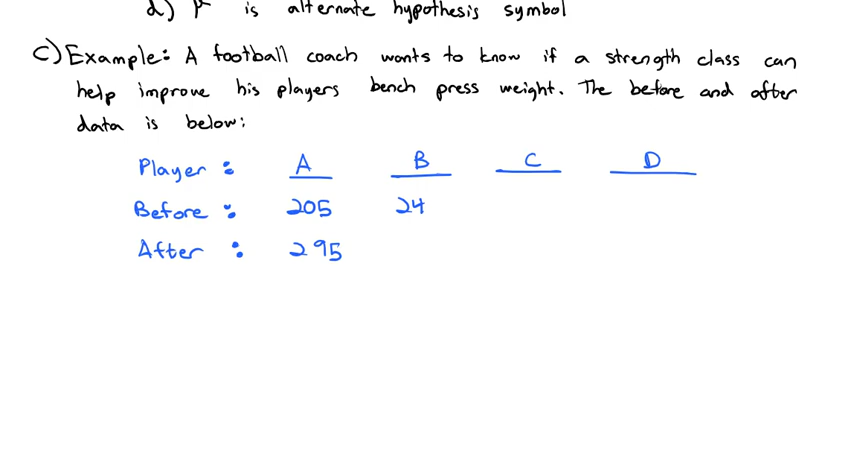 d) μ is alternate hypothesis symbol
C) Example: A football coach wants to know if a strength class can
help improve his players bench press weight. The before and after
data is below:
Player : A B C D
Before : 205 24
After : 295